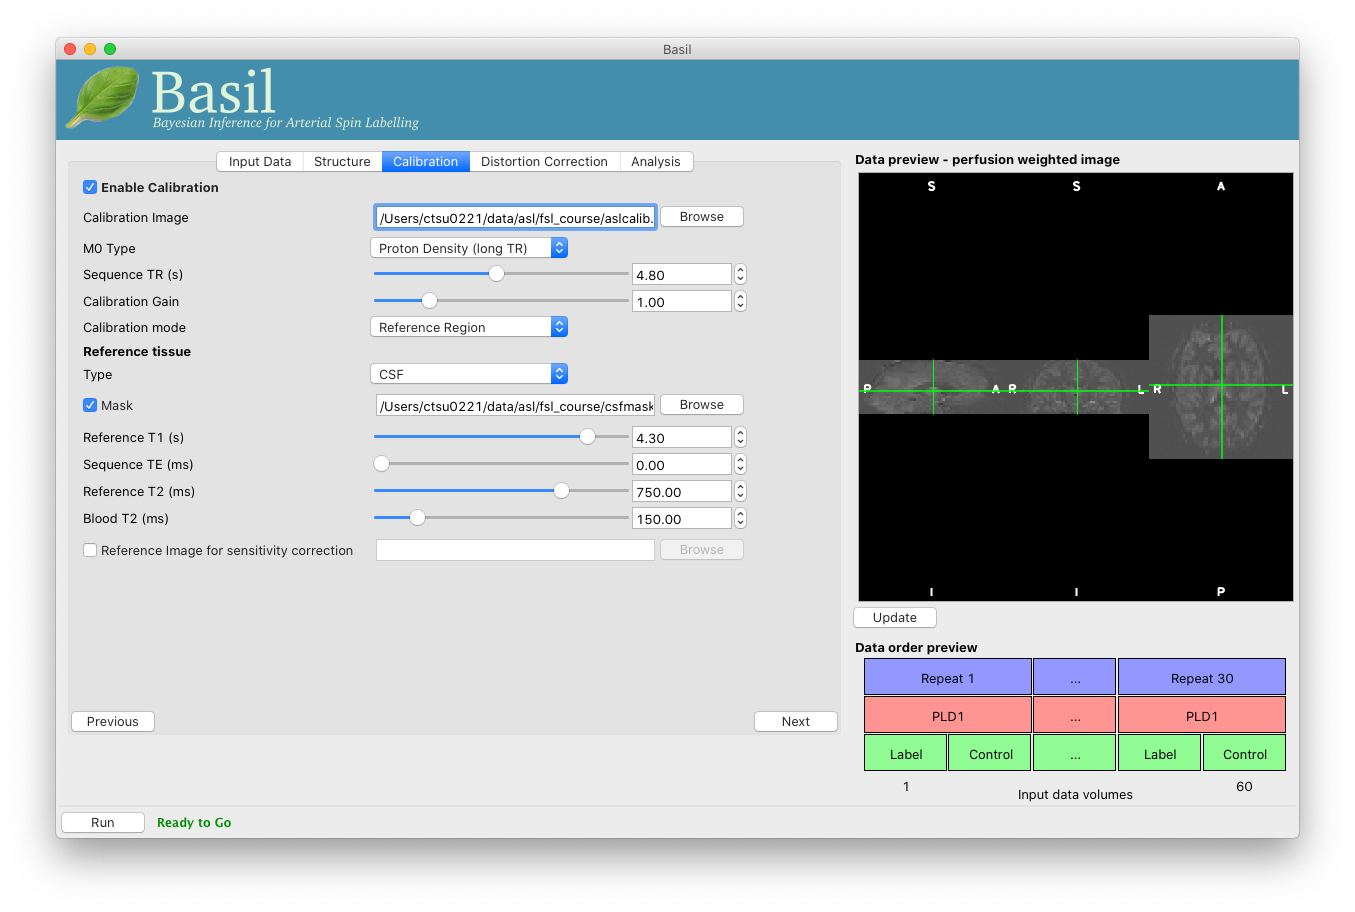 Basil
Basil
Bayesian Inference for Arterial Spin Labelling
Input Data Structure Calibration Distortion Correction Analysis
Enable Calibration
Calibration Image /Users/ctsu0221/data/asl/fsl_course/aslcalib. Browse
M0 Type Proton Density (long TR)
Sequence TR (s) 4.80
Calibration Gain 1.00
Calibration mode Reference Region
Reference tissue
Type CSF
Mask /Users/ctsu0221/data/asl/fsl_course/csfmask Browse
Reference T1 (s) 4.30
Sequence TE (ms) 0.00
Reference T2 (ms) 750.00
Blood T2 (ms) 150.00
Reference Image for sensitivity correction Browse
Previous Next
Data preview - perfusion weighted image
S S A
P A R L R L
I I P
Update
Data order preview
Repeat 1 ... Repeat 30
PLD1 ... PLD1
Label Control ... Label Control
1 60
Input data volumes
Run Ready to Go